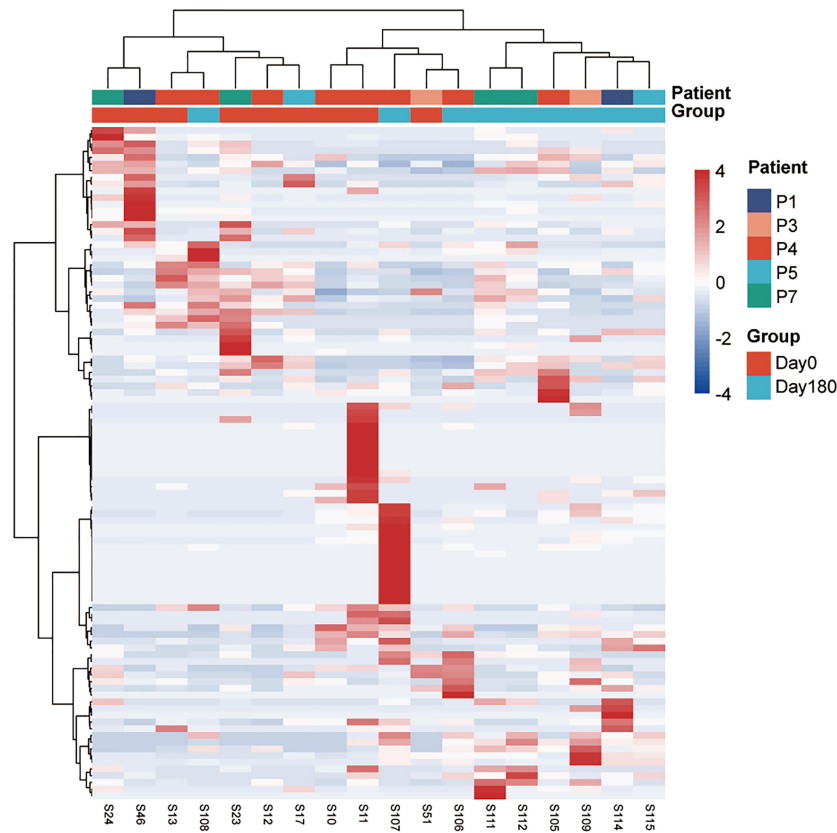 Patient
Group
4
2
0
-2
-4
Patient
P1
P3
P4
P5
P7
Group
Day0
Day180
S24
S46
S13
S108
S23
S12
S17
S10
S11
S107
S51
S106
S111
S112
S105
S109
S114
S115